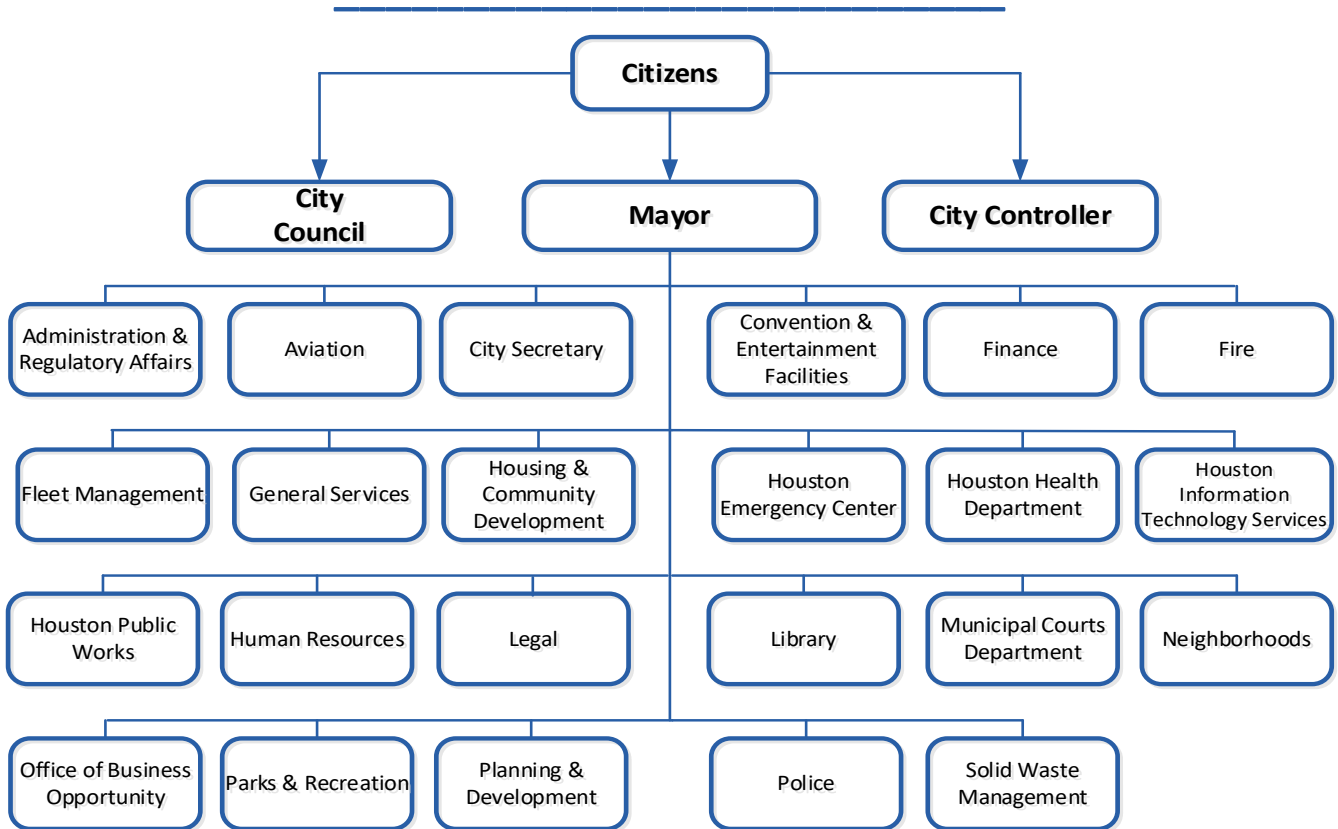 Citizens
City
Council
Mayor
City Controller
Administration &
Regulatory Affairs
Aviation
City Secretary
Convention &
Entertainment
Facilities
Finance
Fire
Fleet Management
General Services
Housing &
Community
Development
Houston
Emergency Center
Houston Health
Department
Houston
Information
Technology Services
Houston Public
Works
Human Resources
Legal
Library
Municipal Courts
Department
Neighborhoods
Office of Business
Opportunity
Parks & Recreation
Planning &
Development
Police
Solid Waste
Management